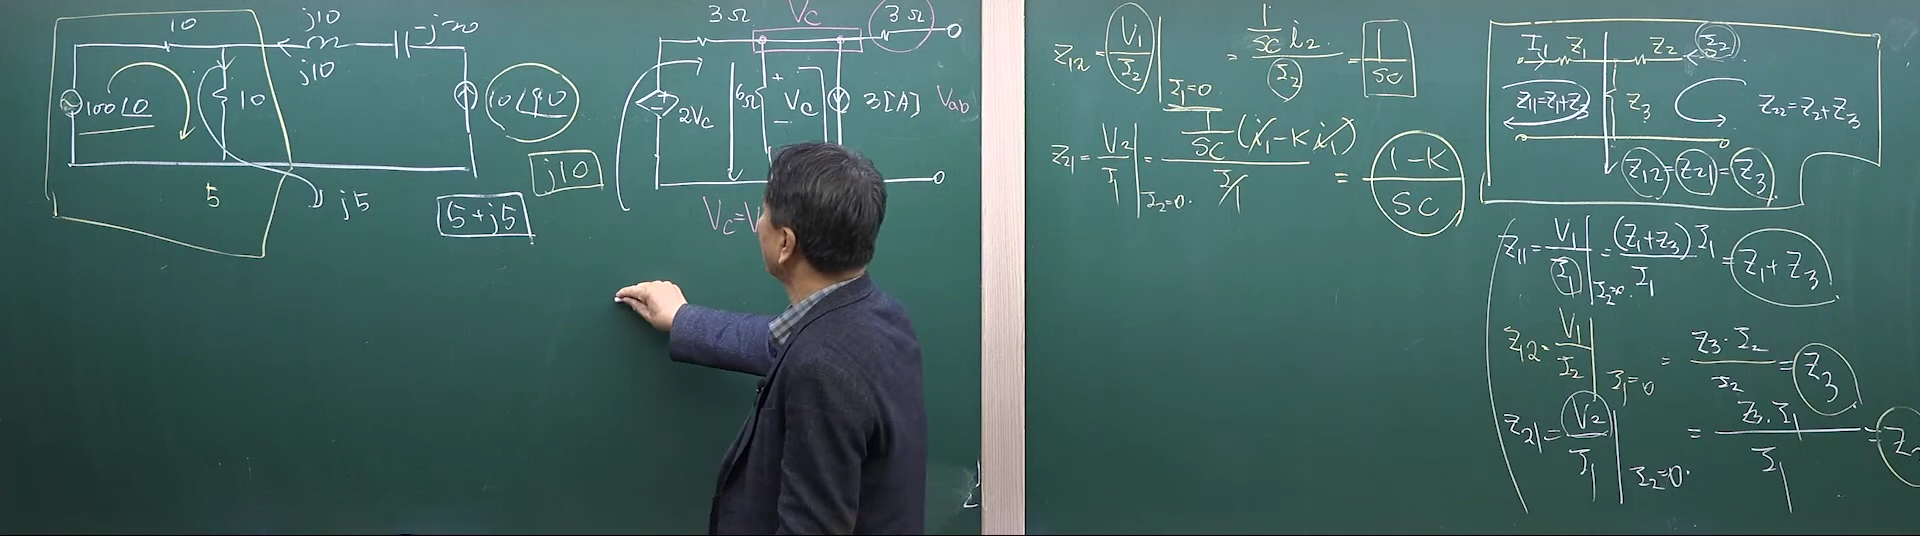 10
j10
-j20
j10
100∠0
10
10∠90
5
j5
5+j5
j10
3Ω
Vc
3Ω
2Vc
6Ω
+
Vc
-
3[A]
Vab
Vc=V
Z12 = V1/I2 | I1=0 = (1/SC i2)/I2 = 1/SC
Z21 = V2/I1 | I2=0. = 1/SC (i1-Ki1)/I1 = (1-K)/SC
I1 Z1 Z2 I2
Z11=Z1+Z3
Z3
Z22=Z2+Z3
Z12=Z21=Z3
Z11 = V1/I1 | I2=0. = (Z1+Z3)I1/I1 = Z1+Z3
Z12 = V1/I2 | I1=0 = Z3·I2/I2 = Z3
Z21 = V2/I1 | I2=0. = Z3·I1/I1 =